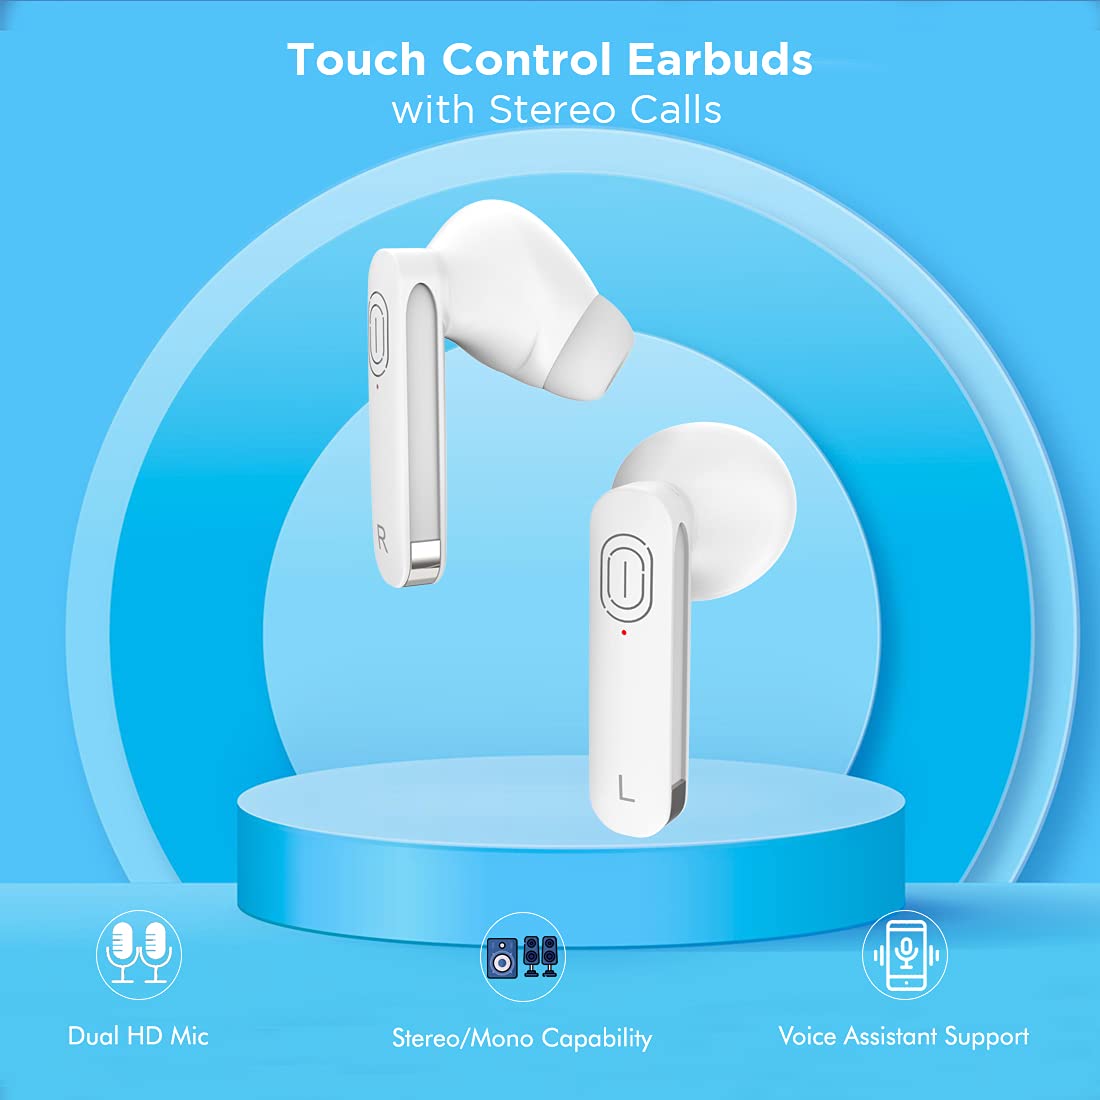 Touch Control Earbuds
with Stereo Calls
R
L
Dual HD Mic
Stereo/Mono Capability
Voice Assistant Support